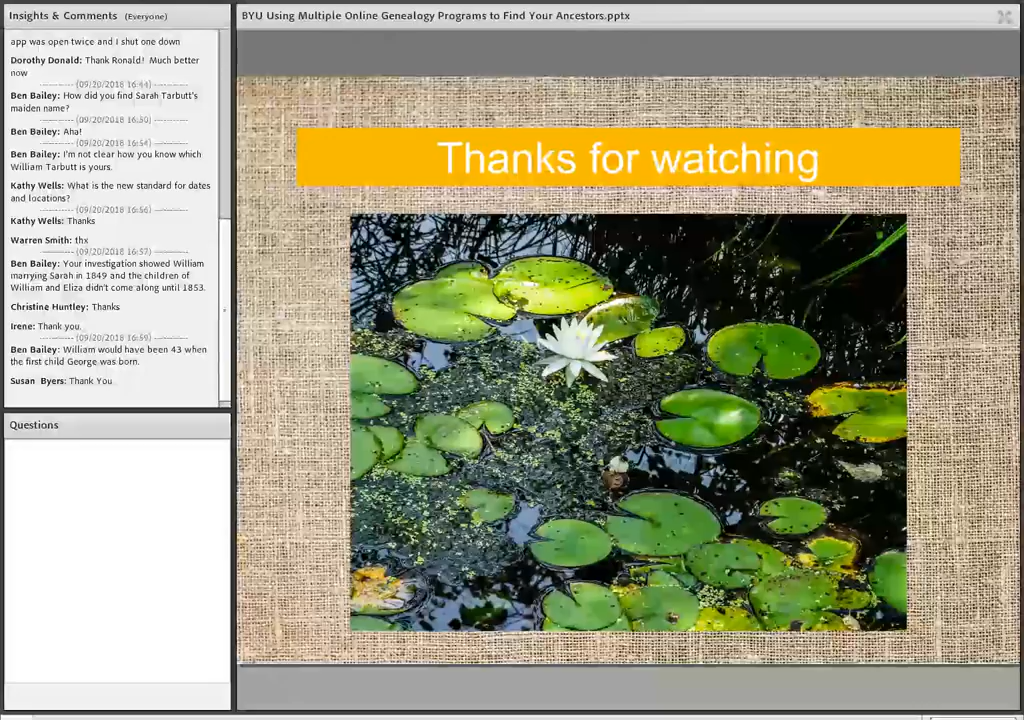 Insights & Comments (Everyone)
app was open twice and I shut one down
Dorothy Donald: Thank Ronald! Much better
now
(09/20/2018 16:44)
Ben Bailey: How did you find Sarah Tarbutt's
maiden name?
(09/20/2018 16:50)
Ben Bailey: Aha!
(09/20/2018 16:54)
Ben Bailey: I'm not clear how you know which
William Tarbutt is yours.
Kathy Wells: What is the new standard for dates
and locations?
(09/20/2018 16:56)
Kathy Wells: Thanks
Warren Smith: thx
(09/20/2018 16:57)
Ben Bailey: Your investigation showed William
marrying Sarah in 1849 and the children of
William and Eliza didn't come along until 1853.
Christine Huntley: Thanks
Irene: Thank you.
(09/20/2018 16:59)
Ben Bailey: William would have been 43 when
the first child George was born.
Susan Byers: Thank You
Questions
BYU Using Multiple Online Genealogy Programs to Find Your Ancestors.pptx
Thanks for watching